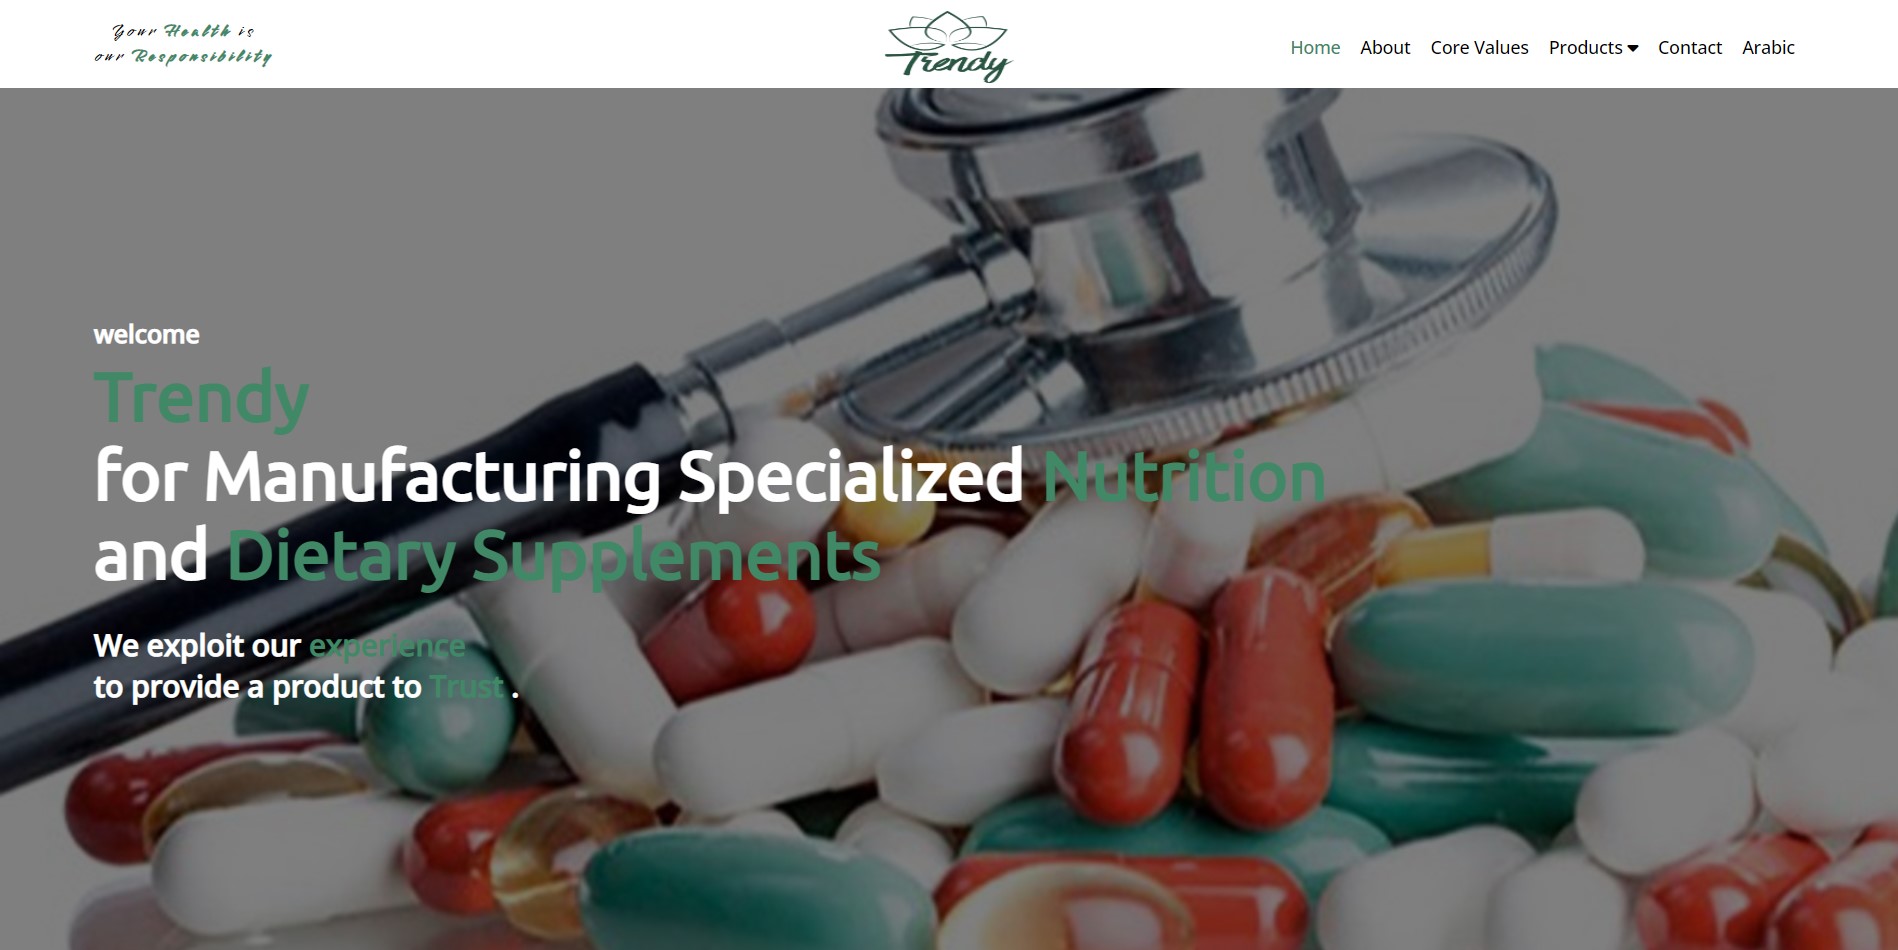 Your Health is
our Responsibility
Trendy
Home About Core Values Products Contact Arabic
welcome
Trendy
for Manufacturing Specialized Nutrition
and Dietary Supplements
We exploit our experience
to provide a product to Trust .